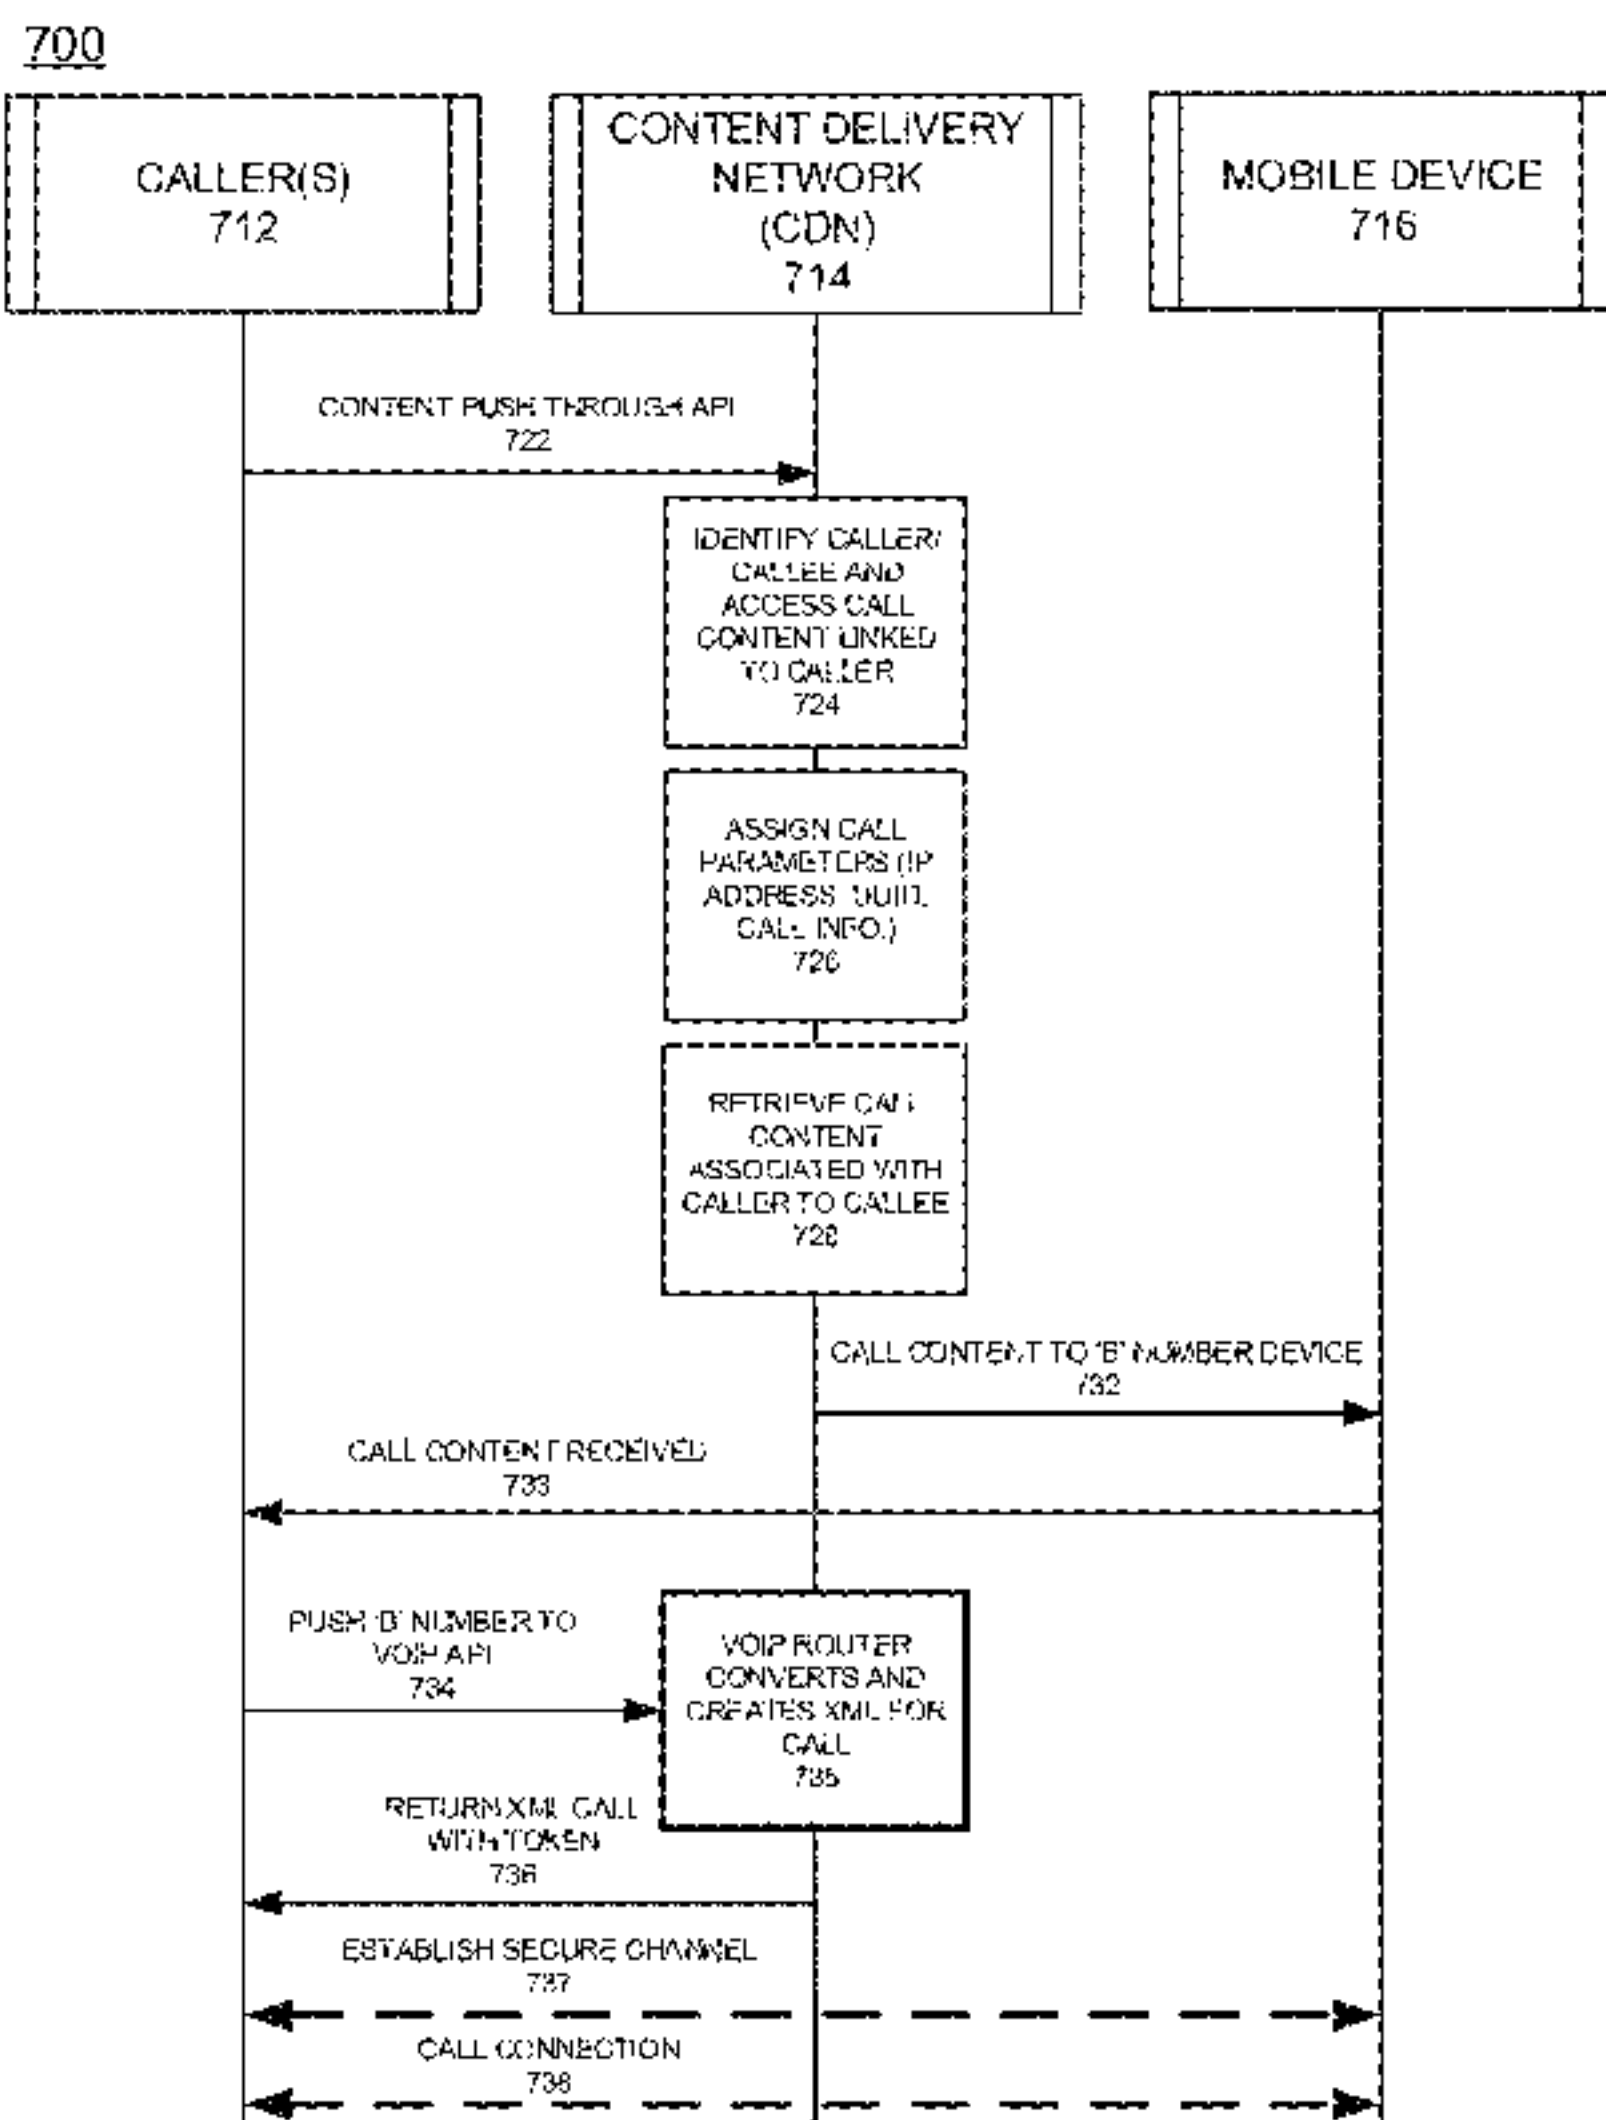 700
CALLER(S)
712
CONTENT DELIVERY
NETWORK
(CDN)
714
MOBILE DEVICE
716
CONTENT PUSH THROUGH API
722
IDENTIFY CALLER/
CALLEE AND
ACCESS CALL
CONTENT LINKED
TO CALLER
724
ASSIGN CALL
PARAMETERS (IP
ADDRESS, UUID,
CALL INFO.)
726
RETRIEVE CALL
CONTENT
ASSOCIATED WITH
CALLER TO CALLEE
728
CALL CONTENT TO 'B' NUMBER DEVICE
732
CALL CONTENT RECEIVED
733
PUSH 'B' NUMBER TO
VOIP API
734
VOIP ROUTER
CONVERTS AND
CREATES XML FOR
CALL
735
RETURN XML CALL
WITH TOKEN
736
ESTABLISH SECURE CHANNEL
737
CALL CONNECTION
738